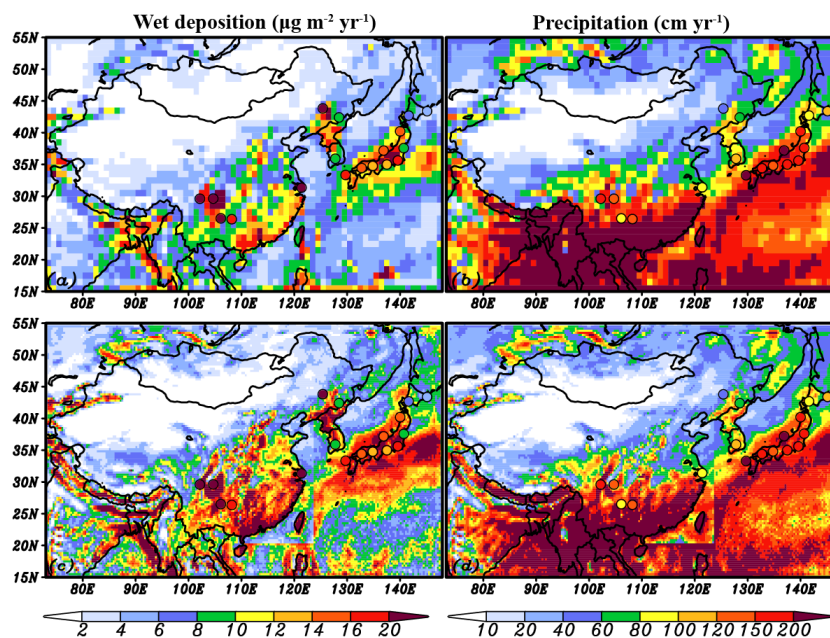 Wet deposition (µg m⁻² yr⁻¹) Precipitation (cm yr⁻¹)
55N
50N
45N
40N
35N
30N
25N
20N
15N
(a) (b)
80E 90E 100E 110E 120E 130E 140E 80E 90E 100E 110E 120E 130E 140E
55N
50N
45N
40N
35N
30N
25N
20N
15N
(c) (d)
80E 90E 100E 110E 120E 130E 140E 80E 90E 100E 110E 120E 130E 140E
2 4 6 8 10 12 14 16 20 10 20 40 60 80 100 120 150 200